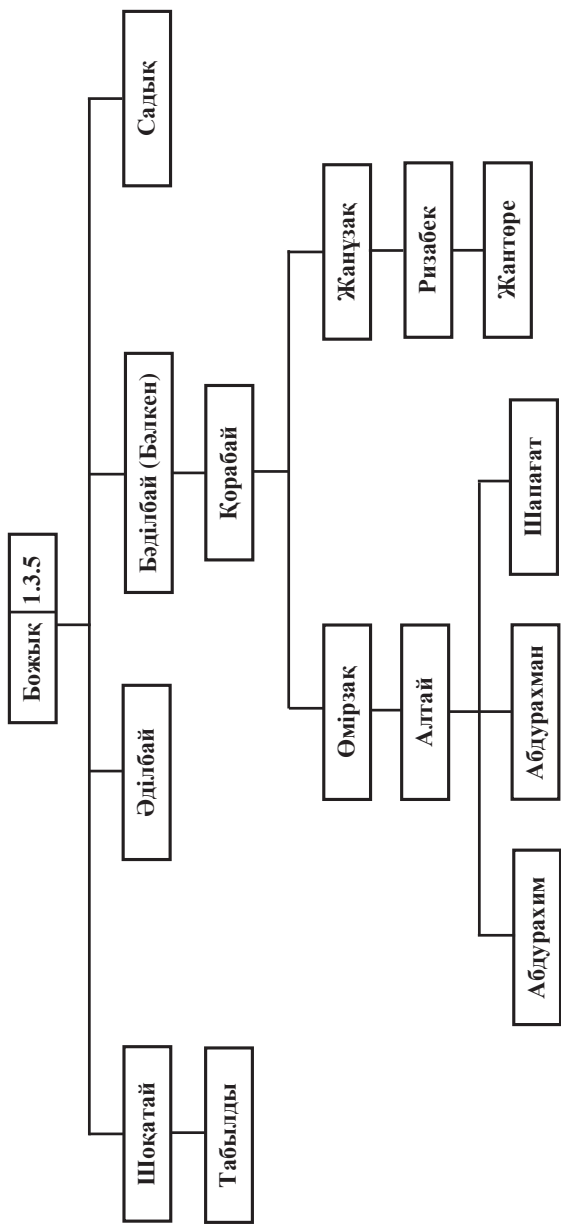 Божық 1.3.5
Шоқатай
Әділбай
Бәділбай (Бәлкен)
Садық
Табылды
Қорабай
Өмірзақ
Жанұзақ
Алтай
Ризабек
Абдурахим
Абдурахман
Шапағат
Жантөре